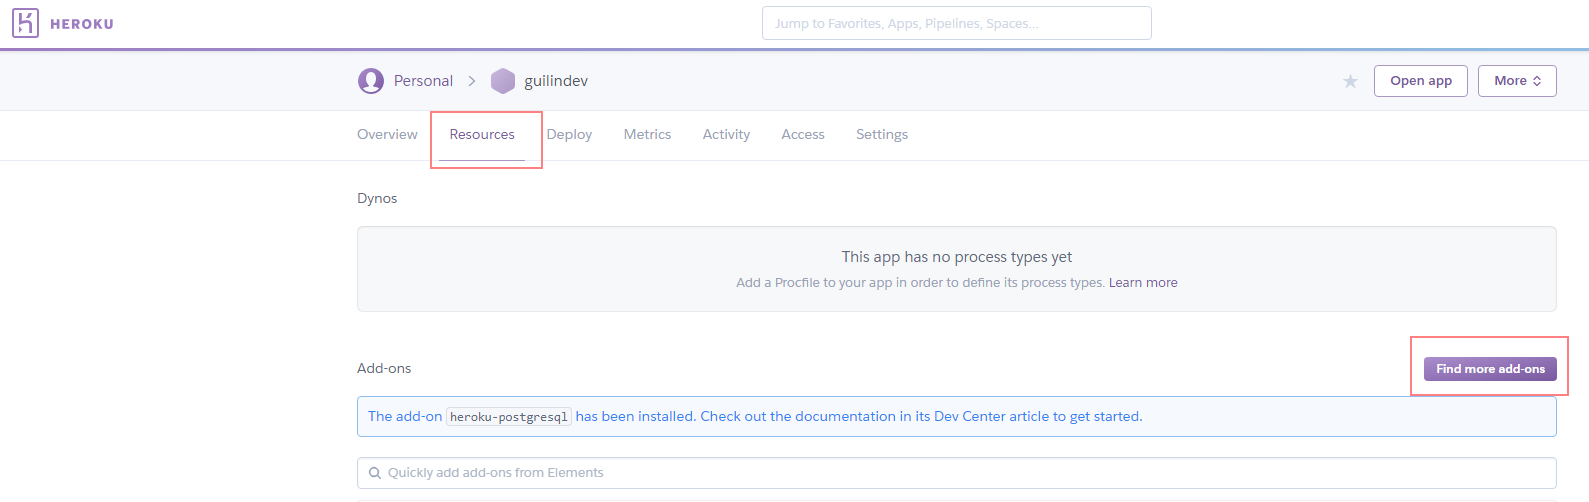 HEROKU
Jump to Favorites, Apps, Pipelines, Spaces...
Personal > guilindev
Open app
More
Overview Resources Deploy Metrics Activity Access Settings
Dynos
This app has no process types yet
Add a Procfile to your app in order to define its process types. Learn more
Add-ons
Find more add-ons
The add-on heroku-postgresql has been installed. Check out the documentation in its Dev Center article to get started.
Quickly add add-ons from Elements